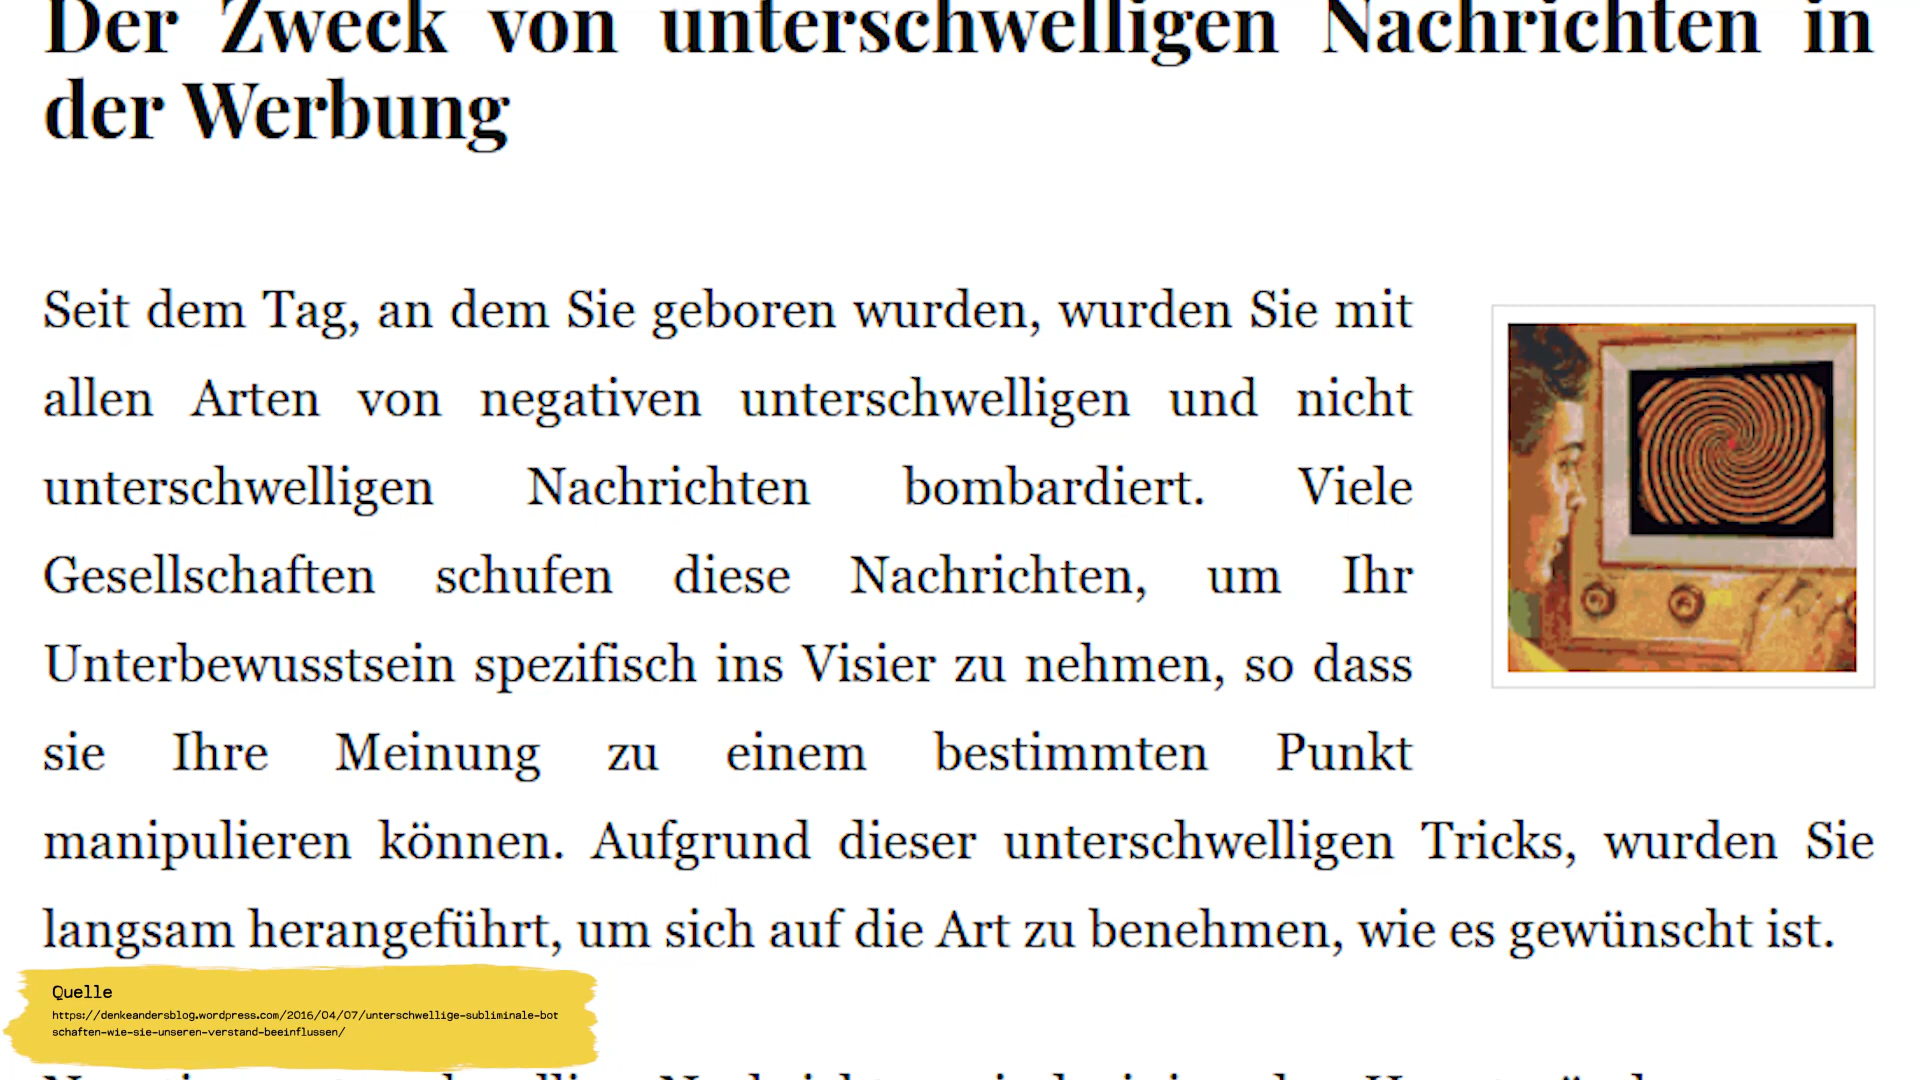 Der Zweck von unterschwelligen Nachrichten in
der Werbung
Seit dem Tag, an dem Sie geboren wurden, wurden Sie mit
allen Arten von negativen unterschwelligen und nicht
unterschwelligen Nachrichten bombardiert. Viele
Gesellschaften schufen diese Nachrichten, um Ihr
Unterbewusstsein spezifisch ins Visier zu nehmen, so dass
sie Ihre Meinung zu einem bestimmten Punkt
manipulieren können. Aufgrund dieser unterschwelligen Tricks, wurden Sie
langsam herangeführt, um sich auf die Art zu benehmen, wie es gewünscht ist.
Quelle
https://denkeandersblog.wordpress.com/2016/04/07/unterschwellige-subliminale-bot
schaften-wie-sie-unseren-verstand-beeinflussen/